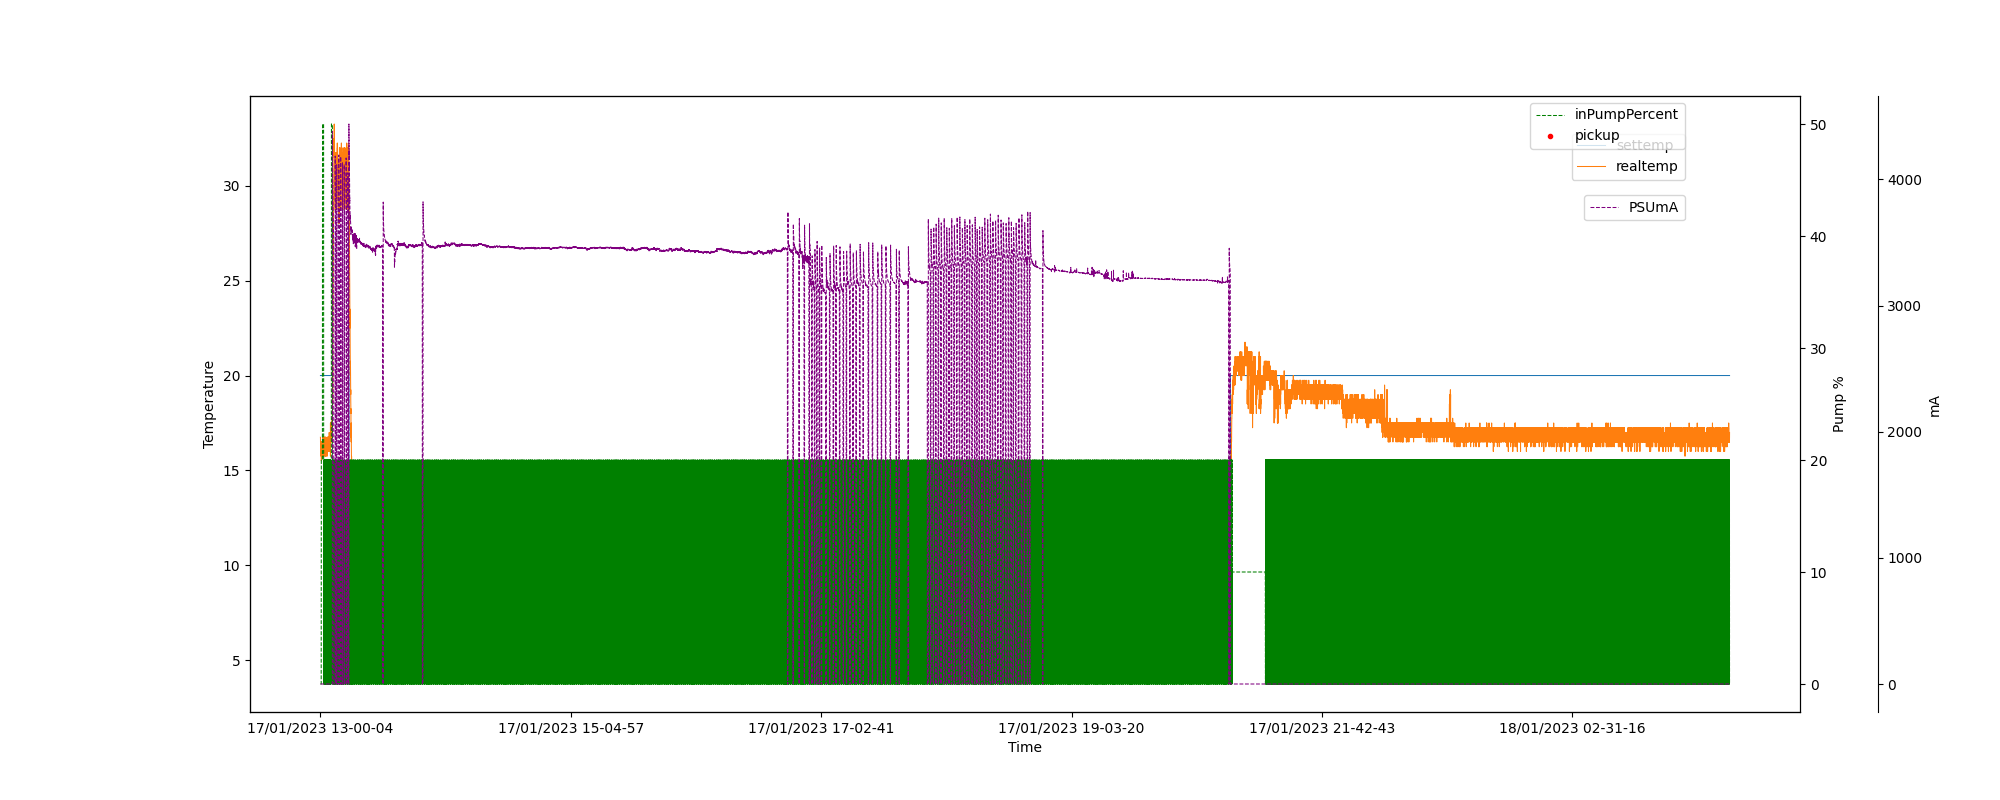 inPumpPercent
pickup
settemp
realtemp
PSUmA
30
25
20
15
10
5
Temperature
50
40
30
20
10
0
Pump %
4000
3000
2000
1000
0
mA
17/01/2023 13-00-04
17/01/2023 15-04-57
17/01/2023 17-02-41
17/01/2023 19-03-20
17/01/2023 21-42-43
18/01/2023 02-31-16
Time